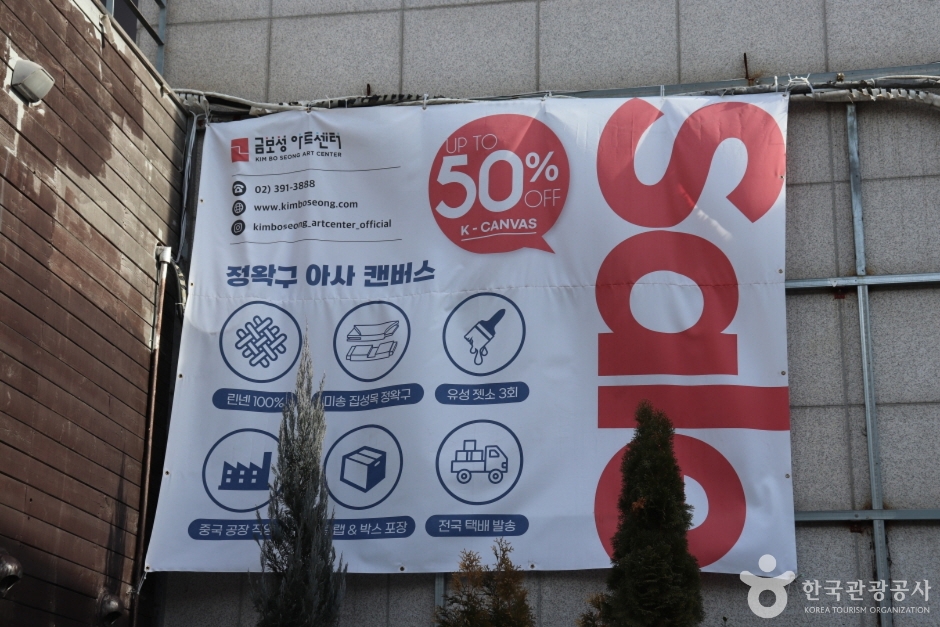 금보성 아트센터
KIM BO SEONG ART CENTER
02) 391-3888
www.kimboseong.com
kimboseong_artcenter_official
UP TO
50%
OFF
K - CANVAS
Sale
정왁구 아사 캔버스
린넨 100%
미송 집성목 정왁구
유성 젯소 3회
중국 공장
랩 & 박스 포장
전국 택배 발송
한국관광공사
KOREA TOURISM ORGANIZATION